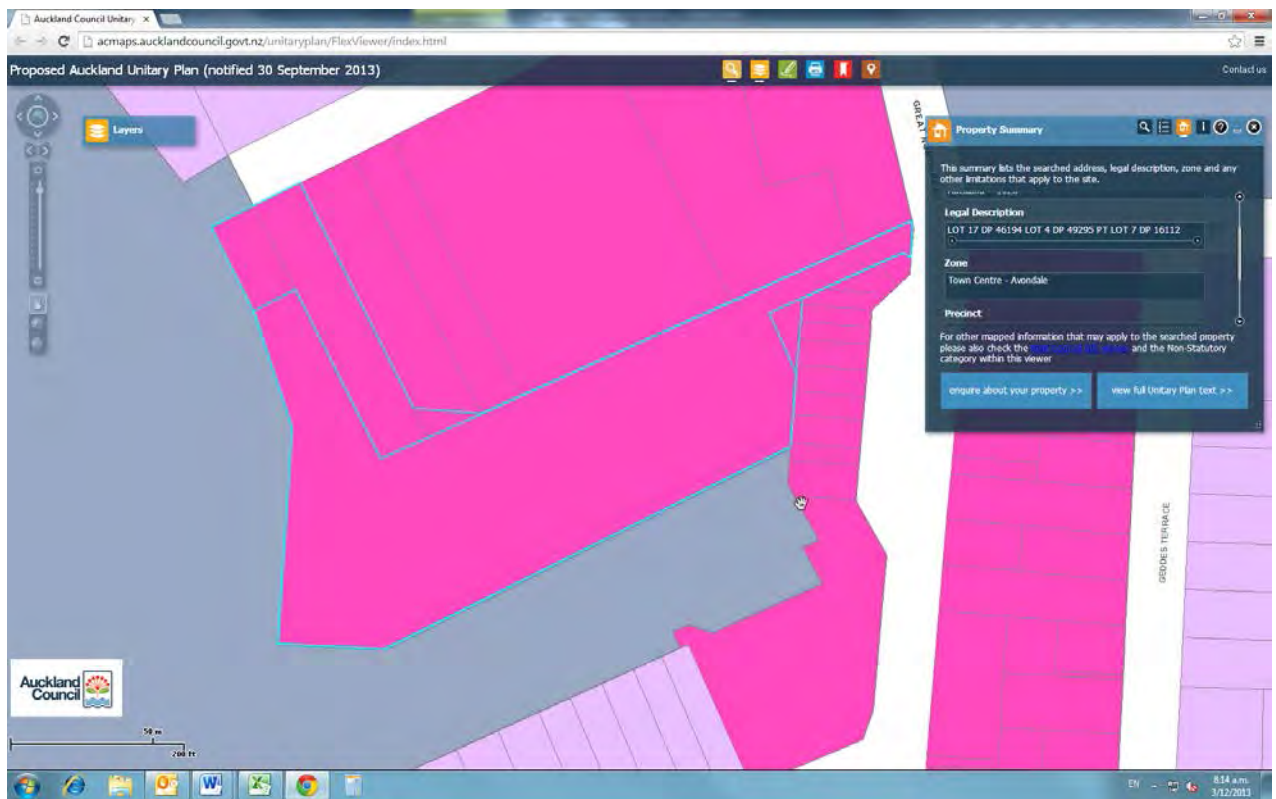 Auckland Council Unitary
acmaps.aucklandcouncil.govt.nz/unitaryplan/FlexViewer/index.html
Proposed Auckland Unitary Plan (notified 30 September 2013)
Contact us
Layers
GREAT
Property Summary
This summary lists the searched address, legal description, zone and any
other limitations that apply to the site.
Legal Description
LOT 17 DP 46194 LOT 4 DP 49295 PT LOT 7 DP 16112
Zone
Town Centre - Avondale
Precinct
For other mapped information that may apply to the searched property
please also check the
and the Non-Statutory
category within this viewer
enquire about your property >>
view full Unitary Plan text >>
GEDDES TERRACE
Auckland
Council
50 m
200 ft
EN
8:14 a.m.
3/12/2013